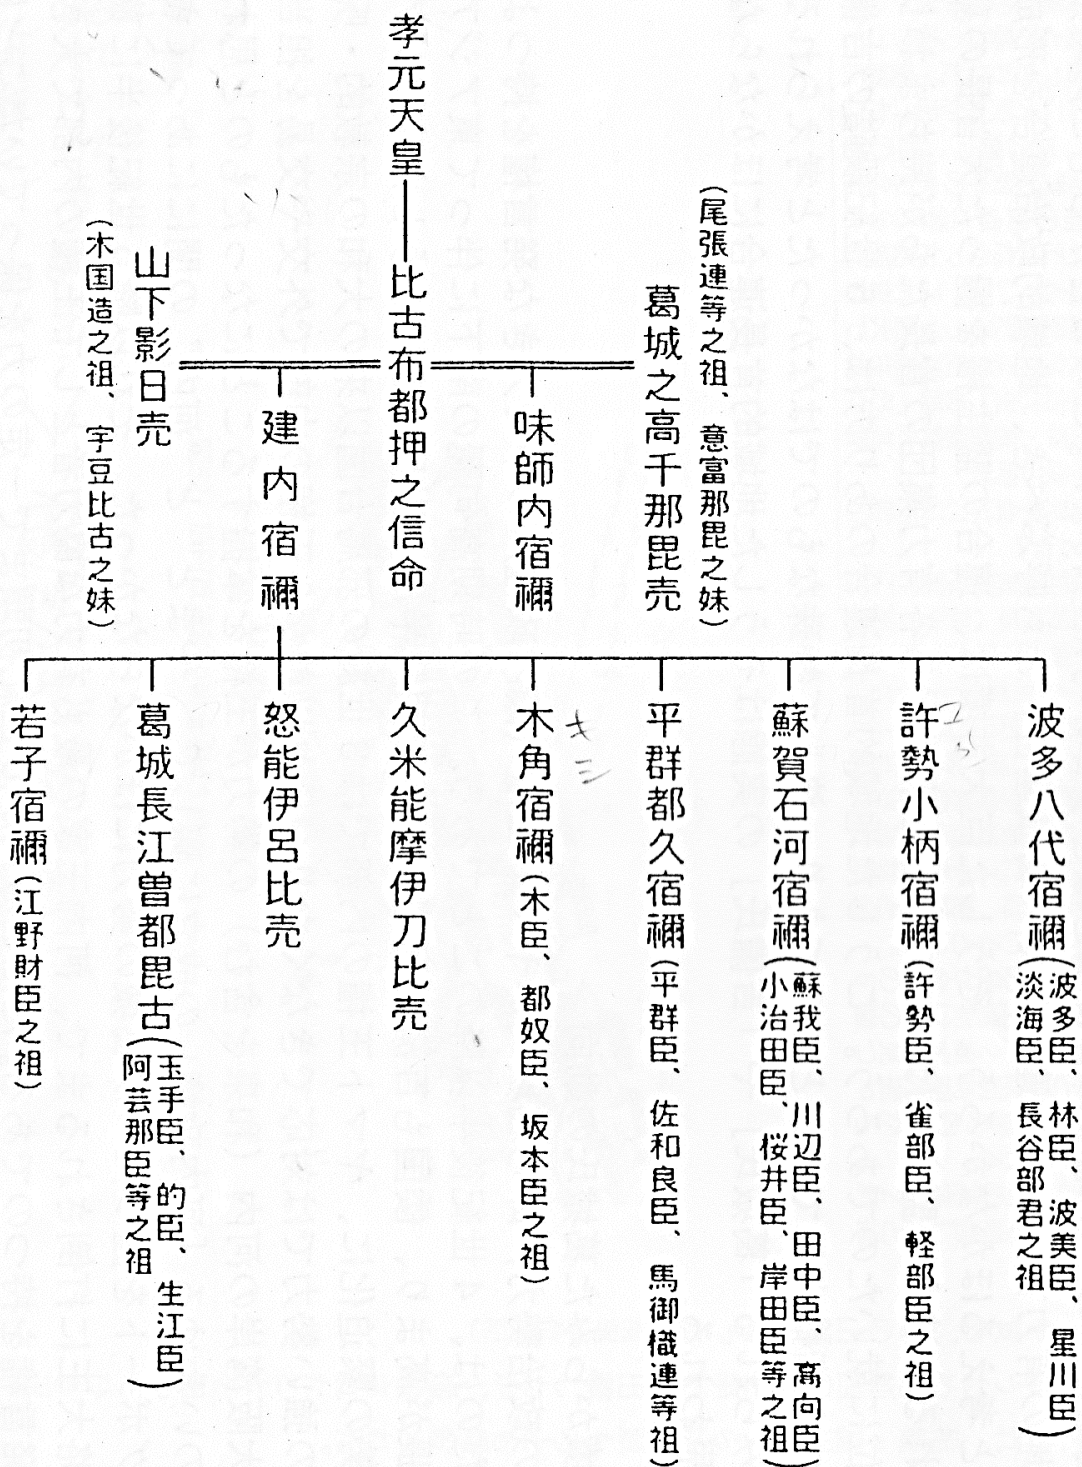 孝元天皇
比古布都押之信命
(尾張連等之祖、意富那毘之妹)
葛城之高千那毘売
味師内宿禰
山下影日売
(木国造之祖、宇豆比古之妹)
建内宿禰
波多八代宿禰(波多臣、林臣、波美臣、星川臣
淡海臣、長谷部君之祖)
許勢小柄宿禰(許勢臣、雀部臣、軽部臣之祖)
蘇賀石河宿禰(蘇我臣、川辺臣、田中臣、高向臣
小治田臣、桜井臣、岸田臣等之祖)
平群都久宿禰(平群臣、佐和良臣、馬御樴連等祖)
木角宿禰(木臣、都奴臣、坂本臣之祖)
久米能摩伊刀比売
怒能伊呂比売
葛城長江曽都毘古(玉手臣、的臣、生江臣
阿芸那臣等之祖)
若子宿禰(江野財臣之祖)